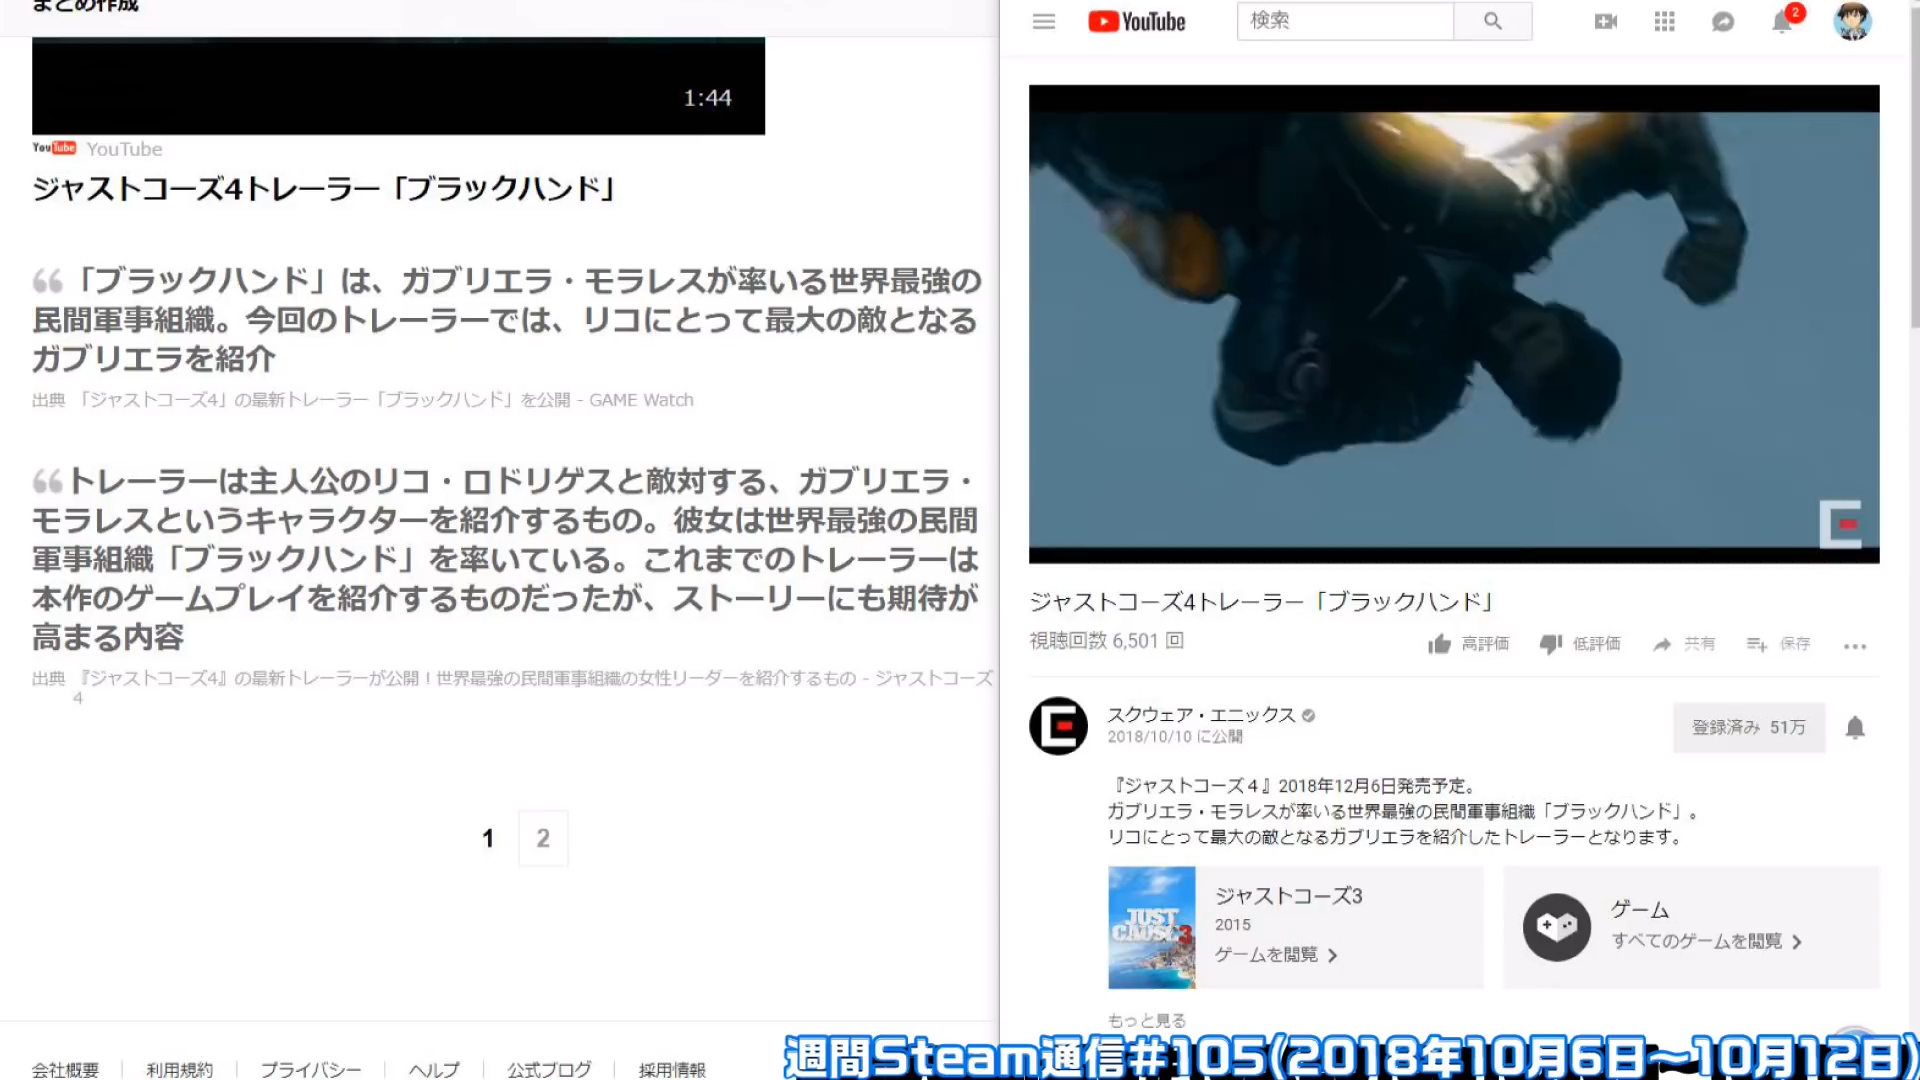 まとめ作成
1:44
YouTube YouTube
ジャストコーズ4トレーラー「ブラックハンド」
「ブラックハンド」は、ガブリエラ・モラレスが率いる世界最強の
民間軍事組織。今回のトレーラーでは、リコにとって最大の敵となる
ガブリエラを紹介
出典 「ジャストコーズ4」の最新トレーラー「ブラックハンド」を公開 - GAME Watch
トレーラーは主人公のリコ・ロドリゲスと敵対する、ガブリエラ・
モラレスというキャラクターを紹介するもの。彼女は世界最強の民間
軍事組織「ブラックハンド」を率いている。これまでのトレーラーは
本作のゲームプレイを紹介するものだったが、ストーリーにも期待が
高まる内容
出典 『ジャストコーズ4』の最新トレーラーが公開！世界最強の民間軍事組織の女性リーダーを紹介するもの - ジャストコーズ
4
1 2
会社概要 利用規約 プライバシー ヘルプ 公式ブログ 採用情報
YouTube
検索
2
ジャストコーズ4トレーラー「ブラックハンド」
視聴回数 6,501 回
高評価 低評価 共有 保存
スクウェア・エニックス
2018/10/10 に公開
登録済み 51万
『ジャストコーズ４』2018年12月6日発売予定。
ガブリエラ・モラレスが率いる世界最強の民間軍事組織「ブラックハンド」。
リコにとって最大の敵となるガブリエラを紹介したトレーラーとなります。
JUST
CAUSE 3
ジャストコーズ3
2015
ゲームを閲覧
ゲーム
すべてのゲームを閲覧
もっと見る
週間Steam通信#105(2018年10月6日～10月12日)